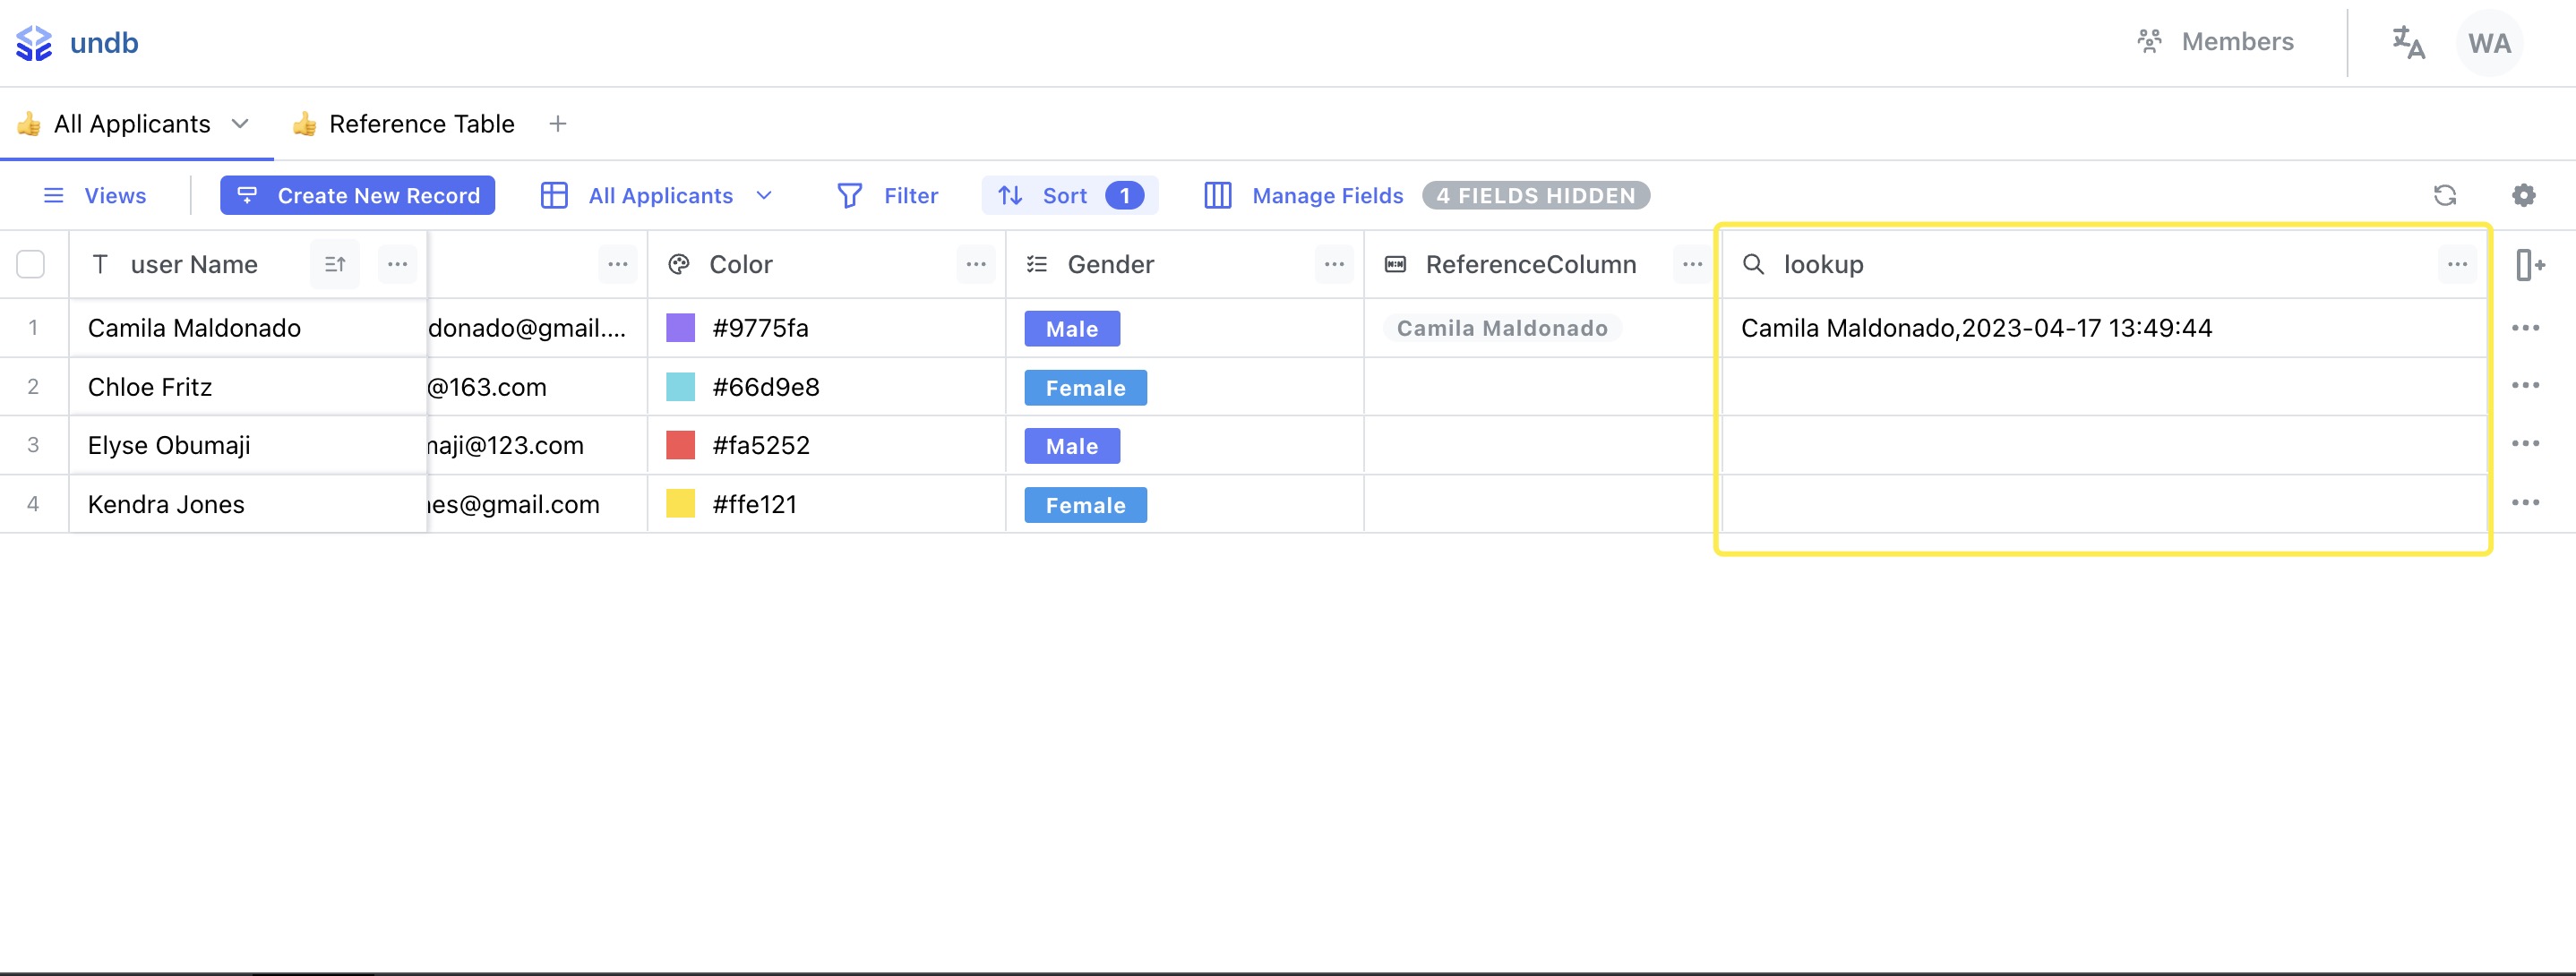 undb
Members
WA
All Applicants
Reference Table
Views
Create New Record
All Applicants
Filter
Sort 1
Manage Fields
4 FIELDS HIDDEN
user Name
Color
Gender
ReferenceColumn
lookup
1 Camila Maldonado donado@gmail.... #9775fa Male Camila Maldonado Camila Maldonado,2023-04-17 13:49:44
2 Chloe Fritz @163.com #66d9e8 Female
3 Elyse Obumaji maji@123.com #fa5252 Male
4 Kendra Jones nes@gmail.com #ffe121 Female